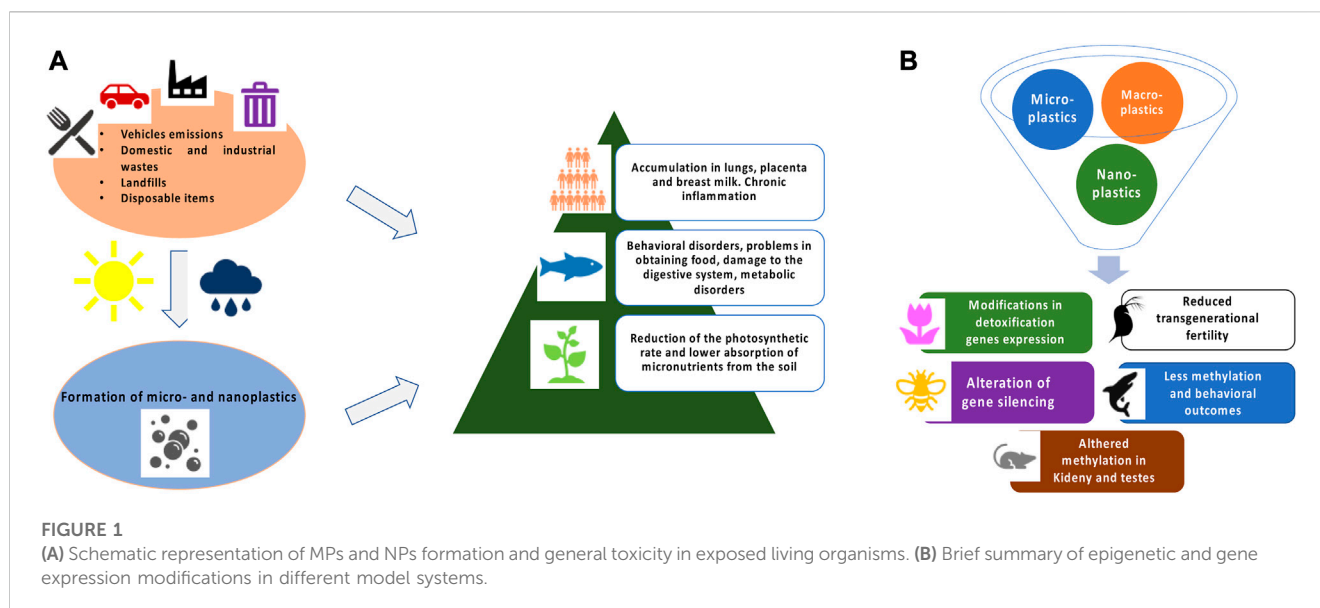 A
• Vehicles emissions
• Domestic and industrial
wastes
• Landfills
• Disposable items
Formation of micro- and nanoplastics
Accumulation in lungs, placenta
and breast milk. Chronic
inflammation
Behavioral disorders, problems in
obtaining food, damage to the
digestive system, metabolic
disorders
Reduction of the photosynthetic
rate and lower absorption of
micronutrients from the soil
B
Micro-
plastics
Macro-
plastics
Nano-
plastics
Modifications in
detoxification
genes expression
Reduced
transgenerational
fertility
Alteration of
gene silencing
Less methylation
and behavioral
outcomes
Althered
methylation in
Kideny and testes
FIGURE 1
(A) Schematic representation of MPs and NPs formation and general toxicity in exposed living organisms. (B) Brief summary of epigenetic and gene
expression modifications in different model systems.